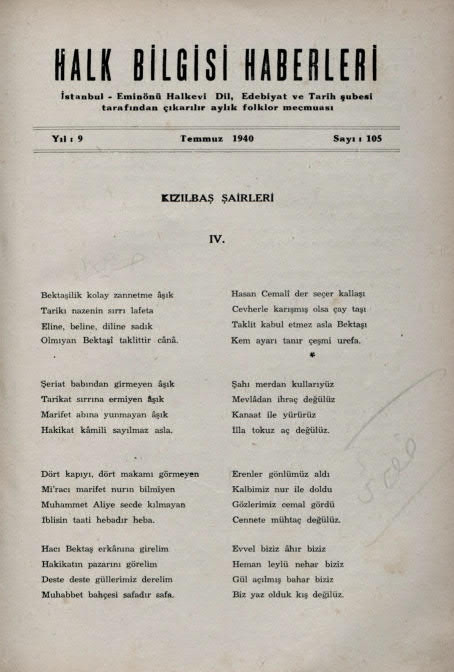 HALK BİLGİSİ HABERLERİ
İstanbul - Eminönü Halkevi Dil, Edebiyat ve Tarih şubesi
tarafından çıkarılır aylık folklor mecmuası
Yıl : 9 Temmuz 1940 Sayı : 105
KIZILBAŞ ŞAİRLERİ
IV.
Bektaşilik kolay zannetme âşık
Tarikı nazenin sırrı lafeta
Eline, beline, diline sadık
Olmıyan Bektaşî taklittir cânâ.
Şeriat babından girmeyen âşık
Tarikat sırrına ermiyen âşık
Marifet abına yunmayan âşık
Hakikat kâmili sayılmaz asla.
Dört kapıyı, dört makamı görmeyen
Mi'racı marifet nurın bilmiyen
Muhammet Aliye secde kılmayan
İblisin taati hebadır heba.
Hacı Bektaş erkânına girelim
Hakikatın pazarını görelim
Deste deste güllerimiz derelim
Muhabbet bahçesi safadır safa.
Hasan Cemalî der seçer kallaşı
Cevherle karışmış olsa çay taşı
Taklit kabul etmez asla Bektaşı
Kem ayarı tanır çeşmi urefa.
*
Şahı merdan kullarıyüz
Mevlâdan ihraç değülüz
Kanaat ile yürürüz
İlla tokuz aç değülüz.
Erenler gönlümüz aldı
Kalbimiz nur ile doldu
Gözlerimiz cemal gördü
Cennete mühtaç değülüz.
Evvel biziz âhır biziz
Heman leylü nehar biziz
Gül açılmış bahar biziz
Biz yaz olduk kış değilüz.